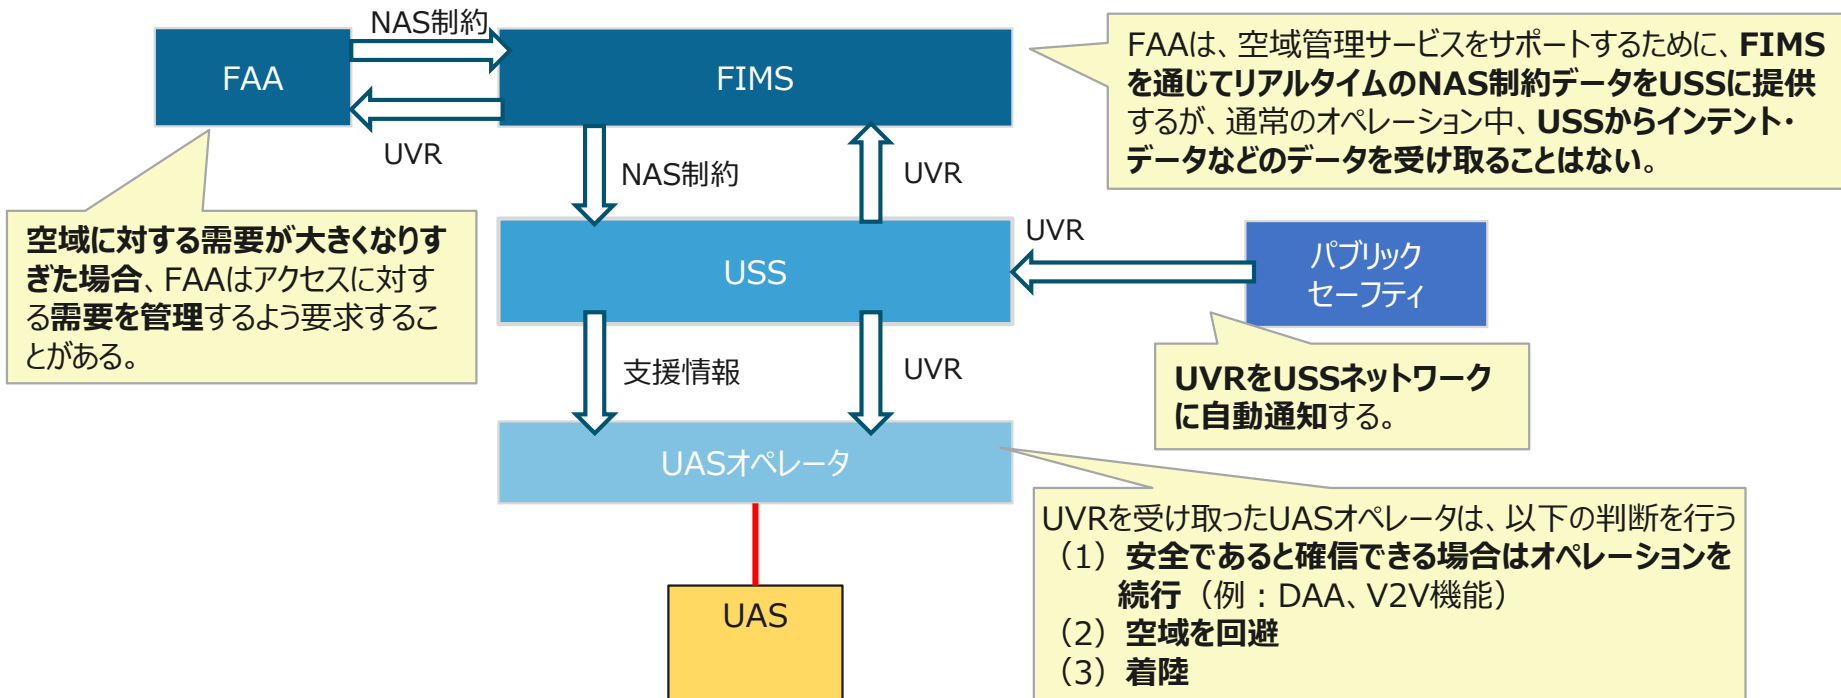 NAS制約
FAA
FIMS
UVR
NAS制約
UVR
FAAは、空域管理サービスをサポートするために、FIMS
を通じてリアルタイムのNAS制約データをUSSに提供
するが、通常のオペレーション中、USSからインテント・
データなどのデータを受け取ることはない。
空域に対する需要が大きくなりす
ぎた場合、FAAはアクセスに対す
る需要を管理するよう要求するこ
とがある。
USS
UVR
パブリック
セーフティ
支援情報
UVR
UVRをUSSネットワーク
に自動通知する。
UASオペレータ
UVRを受け取ったUASオペレータは、以下の判断を行う
（1）安全であると確信できる場合はオペレーションを
続行（例：DAA、V2V機能）
（2）空域を回避
（3）着陸
UAS